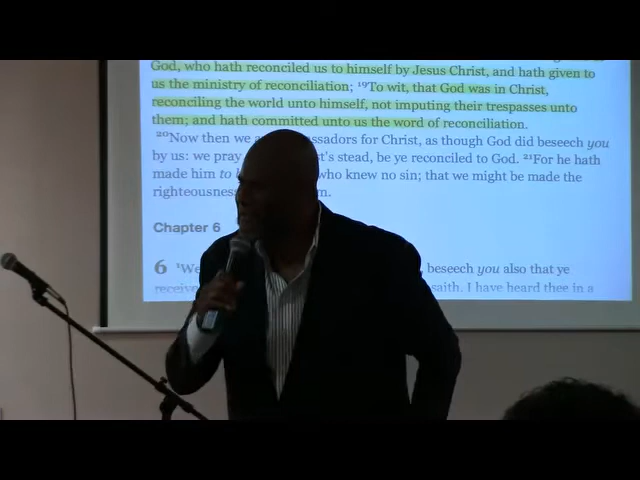 God, who hath reconciled us to himself by Jesus Christ, and hath given to
us the ministry of reconciliation; 19To wit, that God was in Christ,
reconciling the world unto himself, not imputing their trespasses unto
them; and hath committed unto us the word of reconciliation.
20Now then we ssadors for Christ, as though God did beseech you
by us: we pray t's stead, be ye reconciled to God. 21For he hath
made him to who knew no sin; that we might be made the
righteousness m.
Chapter 6
6 1We beseech you also that ye
receive saith, I have heard thee in a